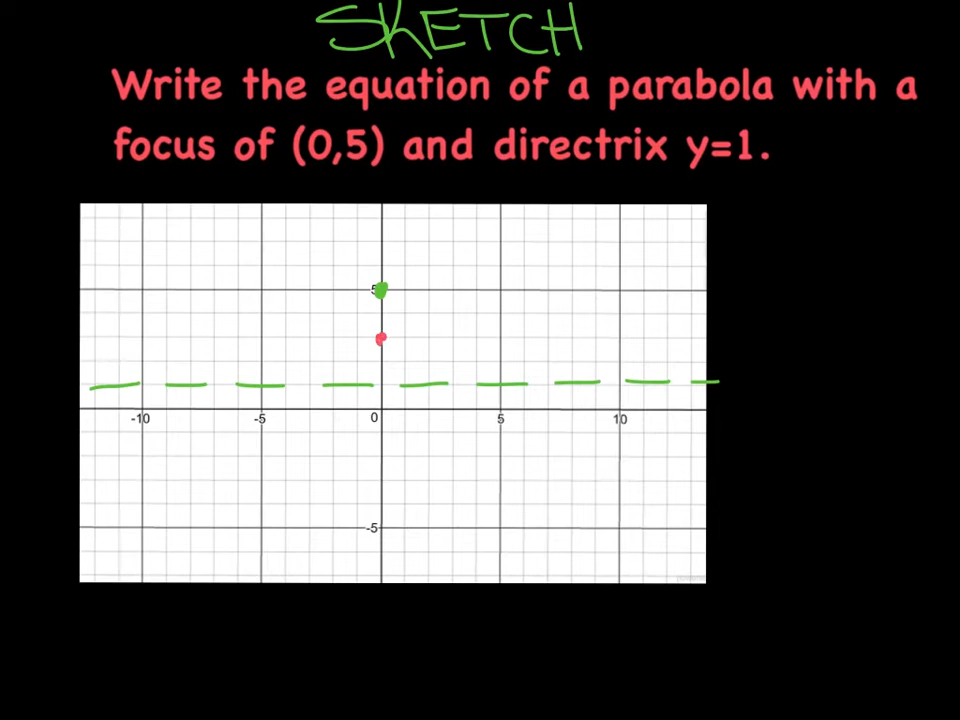 SKETCH
Write the equation of a parabola with a
focus of (0,5) and directrix y=1.
5
-10 -5 0 5 10
-5